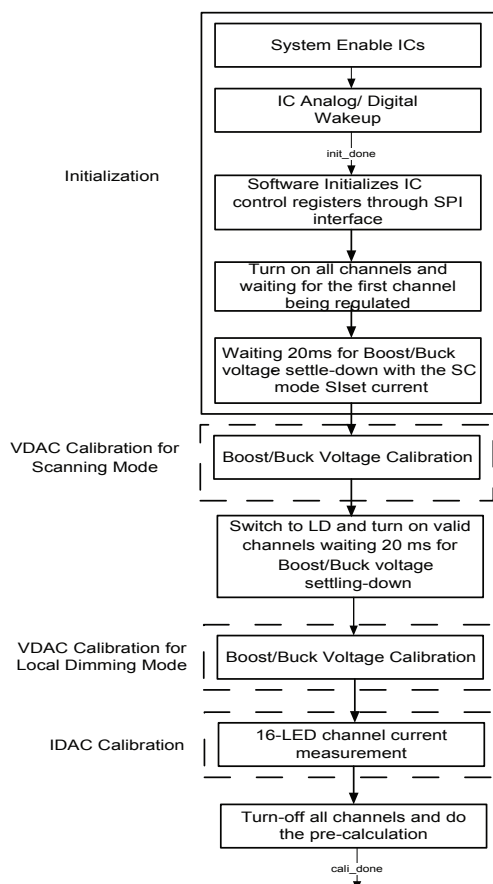 System Enable ICs
IC Analog/ Digital
Wakeup
init_done
Initialization
Software Initializes IC
control registers through SPI
interface
Turn on all channels and
waiting for the first channel
being regulated
Waiting 20ms for Boost/Buck
voltage settle-down with the SC
mode SIset current
VDAC Calibration for
Scanning Mode
Boost/Buck Voltage Calibration
Switch to LD and turn on valid
channels waiting 20 ms for
Boost/Buck voltage
settling-down
VDAC Calibration for
Local Dimming Mode
Boost/Buck Voltage Calibration
IDAC Calibration
16-LED channel current
measurement
Turn-off all channels and do
the pre-calculation
cali_done